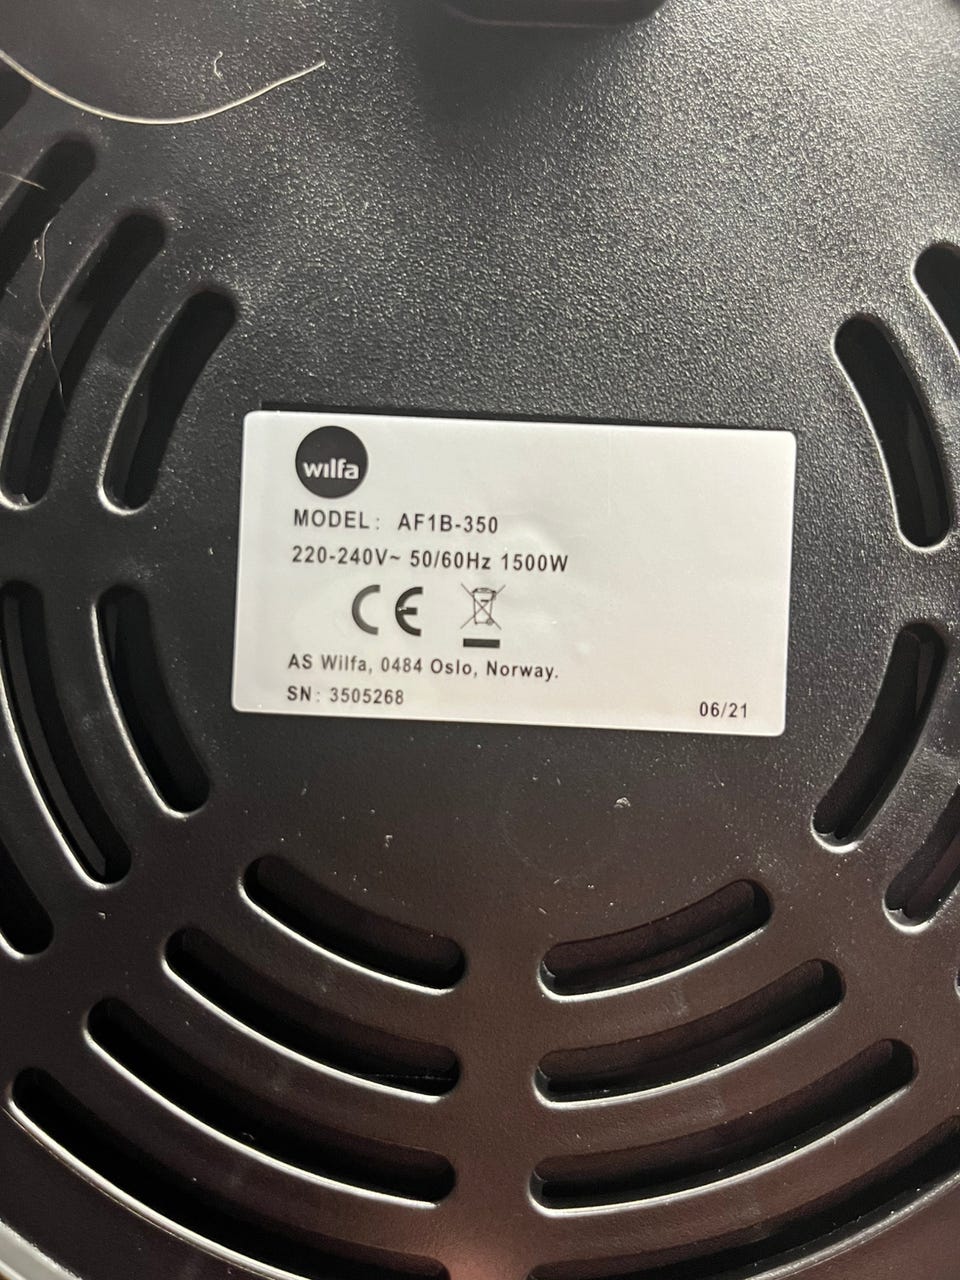 wilfa
MODEL: AF1B-350
220-240V~ 50/60Hz 1500W
CE
AS Wilfa, 0484 Oslo, Norway.
SN: 3505268
06/21